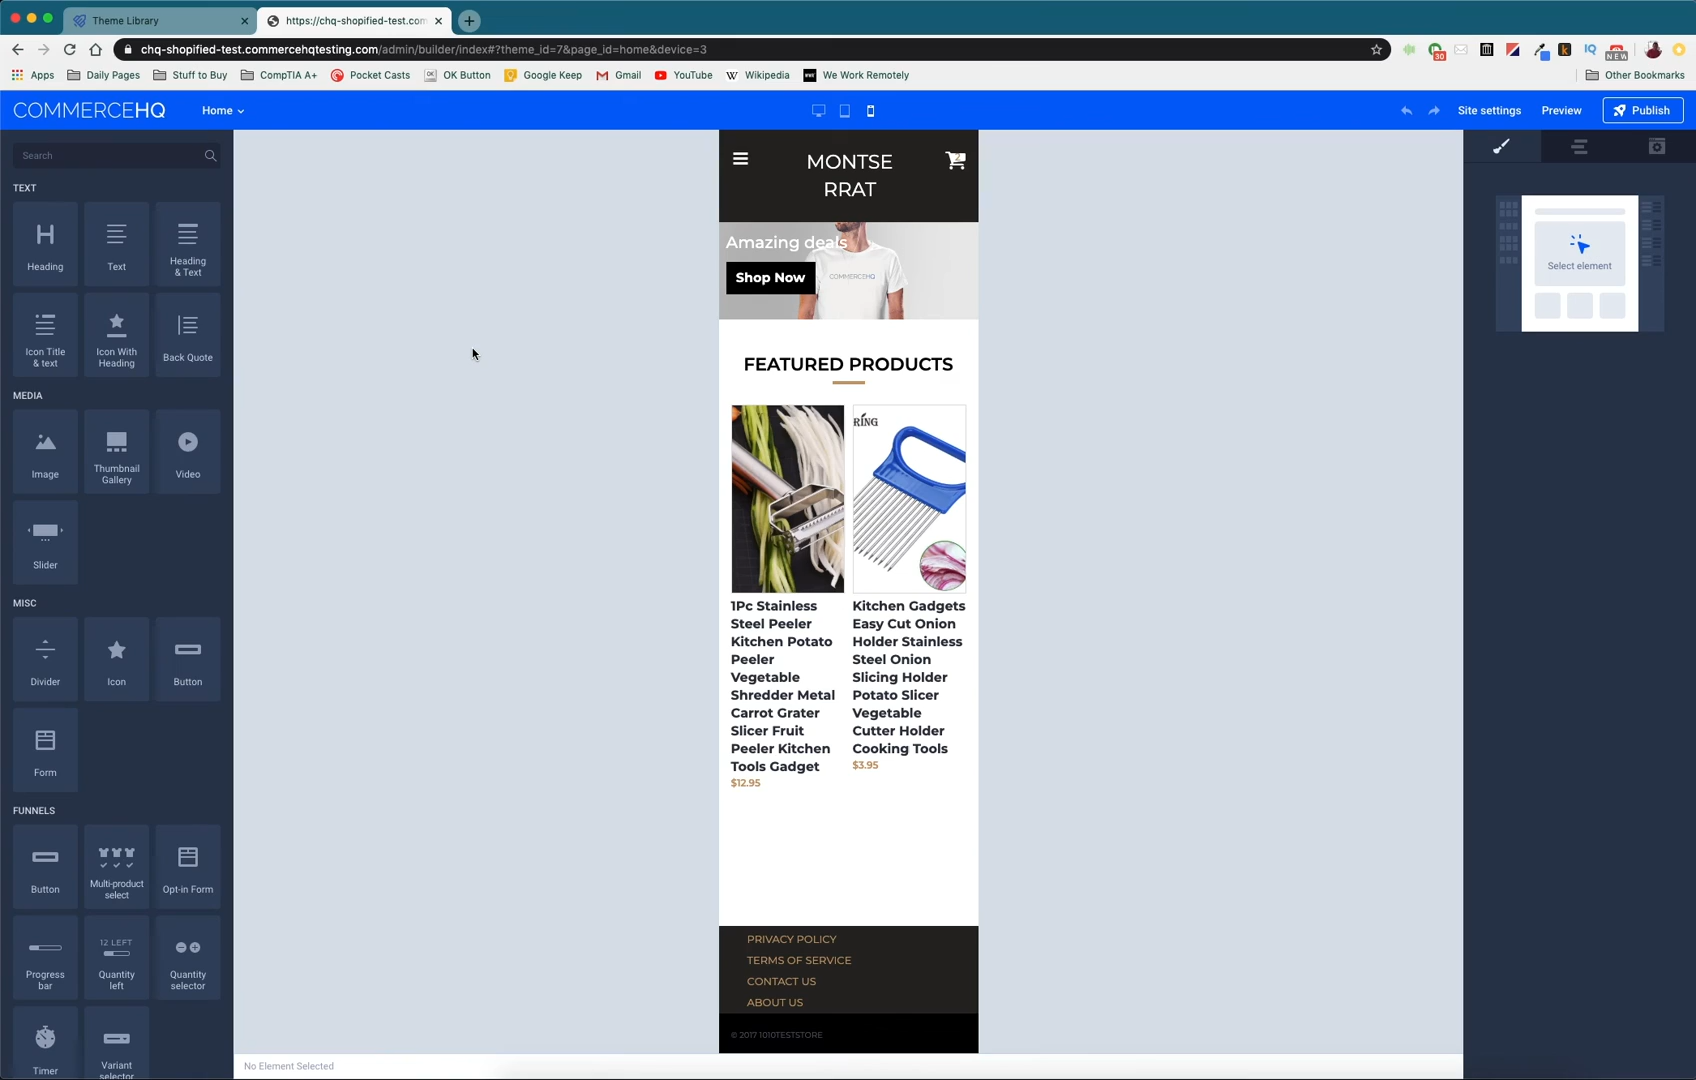 Theme Library
https://chq-shopified-test.com
chq-shopified-test.commercehqtesting.com/admin/builder/index#?theme_id=7&page_id=home&device=3
30
NEW
Apps
Daily Pages
Stuff to Buy
CompTIA A+
Pocket Casts
OK Button
Google Keep
Gmail
YouTube
Wikipedia
We Work Remotely
Other Bookmarks
COMMERCEHQ
Home
Site settings
Preview
Publish
Search
TEXT
Heading
Text
Heading
& Text
Icon Title
& text
Icon With
Heading
Back Quote
MEDIA
Image
Thumbnail
Gallery
Video
Slider
MISC
Divider
Icon
Button
Form
FUNNELS
Button
Multi-product
select
Opt-in Form
Progress
bar
12 LEFT
Quantity
left
Quantity
selector
Timer
Variant
selector
MONTSE
RRAT
2
Amazing deals
Shop Now
COMMERCEHQ
FEATURED PRODUCTS
RING
1Pc Stainless
Steel Peeler
Kitchen Potato
Peeler
Vegetable
Shredder Metal
Carrot Grater
Slicer Fruit
Peeler Kitchen
Tools Gadget
$12.95
Kitchen Gadgets
Easy Cut Onion
Holder Stainless
Steel Onion
Slicing Holder
Potato Slicer
Vegetable
Cutter Holder
Cooking Tools
$3.95
PRIVACY POLICY
TERMS OF SERVICE
CONTACT US
ABOUT US
© 2017 1010TESTSTORE
Select element
No Element Selected